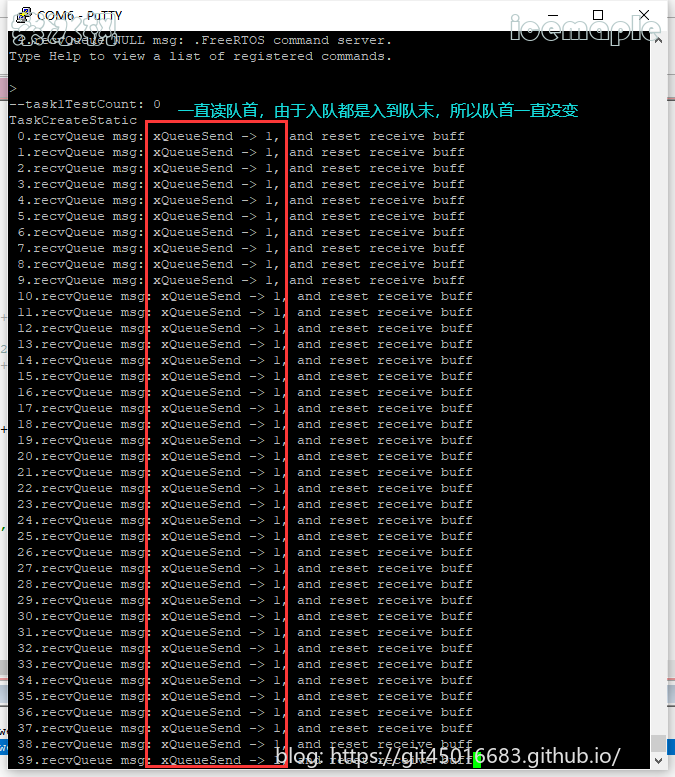 COM6 - PuTTY
ioemaple
2.recvQueue NULL msg: .FreeRTOS command server.
Type Help to view a list of registered commands.
>
--task1TestCount: 0
一直读队首，由于入队都是入到队末，所以队首一直没变
TaskCreateStatic
0.recvQueue msg: xQueueSend -> 1, and reset receive buff
1.recvQueue msg: xQueueSend -> 1, and reset receive buff
2.recvQueue msg: xQueueSend -> 1, and reset receive buff
3.recvQueue msg: xQueueSend -> 1, and reset receive buff
4.recvQueue msg: xQueueSend -> 1, and reset receive buff
5.recvQueue msg: xQueueSend -> 1, and reset receive buff
6.recvQueue msg: xQueueSend -> 1, and reset receive buff
7.recvQueue msg: xQueueSend -> 1, and reset receive buff
8.recvQueue msg: xQueueSend -> 1, and reset receive buff
9.recvQueue msg: xQueueSend -> 1, and reset receive buff
10.recvQueue msg: xQueueSend -> 1, and reset receive buff
11.recvQueue msg: xQueueSend -> 1, and reset receive buff
12.recvQueue msg: xQueueSend -> 1, and reset receive buff
13.recvQueue msg: xQueueSend -> 1, and reset receive buff
14.recvQueue msg: xQueueSend -> 1, and reset receive buff
15.recvQueue msg: xQueueSend -> 1, and reset receive buff
16.recvQueue msg: xQueueSend -> 1, and reset receive buff
17.recvQueue msg: xQueueSend -> 1, and reset receive buff
18.recvQueue msg: xQueueSend -> 1, and reset receive buff
19.recvQueue msg: xQueueSend -> 1, and reset receive buff
20.recvQueue msg: xQueueSend -> 1, and reset receive buff
21.recvQueue msg: xQueueSend -> 1, and reset receive buff
22.recvQueue msg: xQueueSend -> 1, and reset receive buff
23.recvQueue msg: xQueueSend -> 1, and reset receive buff
24.recvQueue msg: xQueueSend -> 1, and reset receive buff
25.recvQueue msg: xQueueSend -> 1, and reset receive buff
26.recvQueue msg: xQueueSend -> 1, and reset receive buff
27.recvQueue msg: xQueueSend -> 1, and reset receive buff
28.recvQueue msg: xQueueSend -> 1, and reset receive buff
29.recvQueue msg: xQueueSend -> 1, and reset receive buff
30.recvQueue msg: xQueueSend -> 1, and reset receive buff
31.recvQueue msg: xQueueSend -> 1, and reset receive buff
32.recvQueue msg: xQueueSend -> 1, and reset receive buff
33.recvQueue msg: xQueueSend -> 1, and reset receive buff
34.recvQueue msg: xQueueSend -> 1, and reset receive buff
35.recvQueue msg: xQueueSend -> 1, and reset receive buff
36.recvQueue msg: xQueueSend -> 1, and reset receive buff
37.recvQueue msg: xQueueSend -> 1, and reset receive buff
38.recvQueue msg: xQueueSend -> 1, and reset receive buff
39.recvQueue msg: xQueueSend -> 1, and reset receive buff
blog: https://git45016683.github.io/